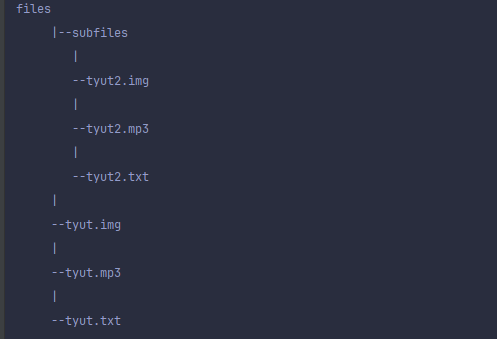 files
|--subfiles
|
--tyut2.img
|
--tyut2.mp3
|
--tyut2.txt
|
--tyut.img
|
--tyut.mp3
|
--tyut.txt